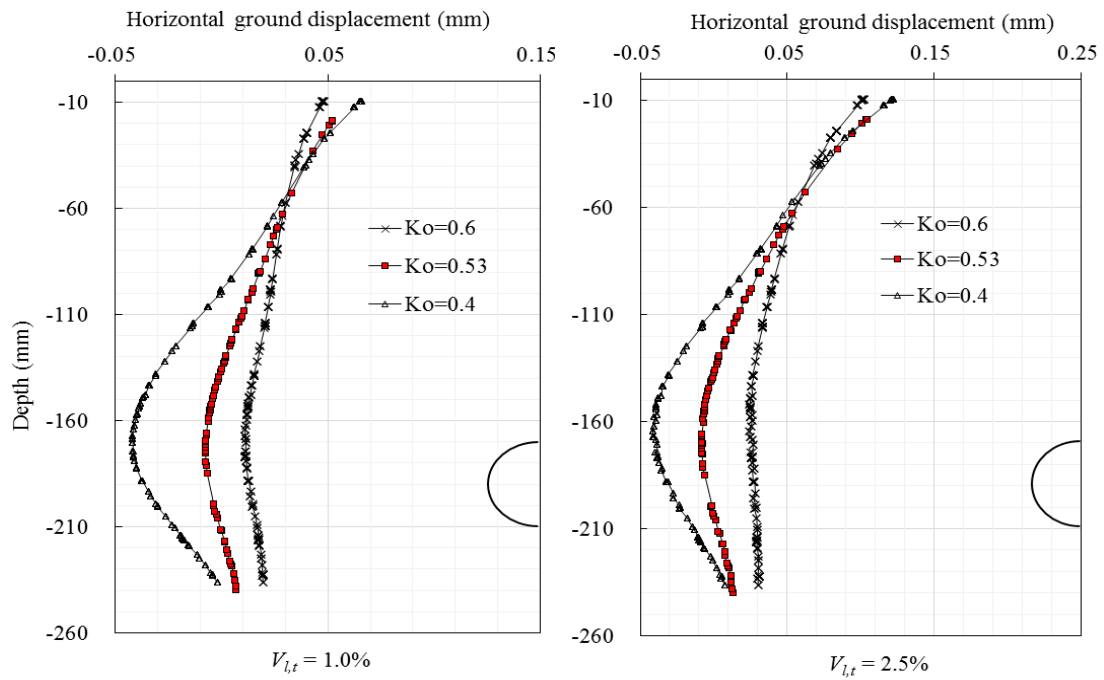 Horizontal ground displacement (mm)
-0.05 0.05 0.15
-10
-60
-110
-160
-210
-260
Depth (mm)
Ko=0.6
Ko=0.53
Ko=0.4
Vl,t = 1.0%
Horizontal ground displacement (mm)
-0.05 0.05 0.15 0.25
-10
-60
-110
-160
-210
-260
Ko=0.6
Ko=0.53
Ko=0.4
Vl,t = 2.5%